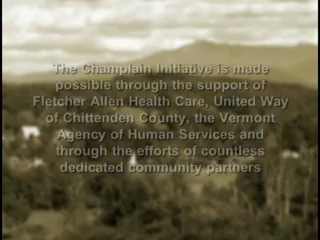 The Champlain Initiative is made
possible through the support of
Fletcher Allen Health Care, United Way
of Chittenden County, the Vermont
Agency of Human Services and
through the efforts of countless
dedicated community partners